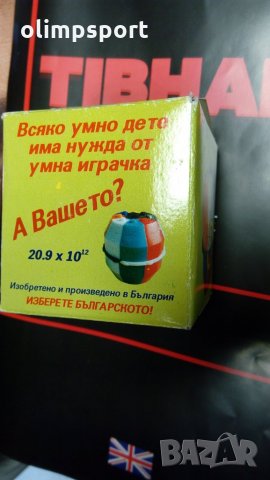 olimpsport
TIBHA
Всяко умно дете
има нужда от
умна играчка
А Вашето?
20.9 x 10¹²
Изобретено и произведено в България
ИЗБЕРЕТЕ БЪЛГАРСКОТО!
BAZAR